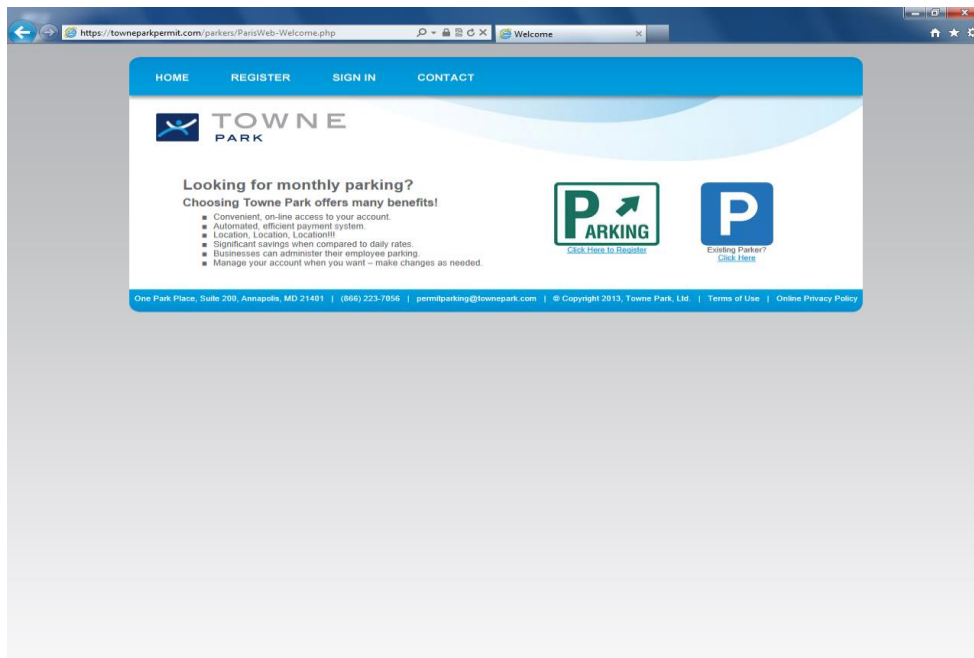 https://towneparkpermit.com/parkers/ParisWeb-Welcome.php
Welcome
HOME REGISTER SIGN IN CONTACT
TOWNE
PARK
Looking for monthly parking?
Choosing Towne Park offers many benefits!
Convenient, on-line access to your account.
Automated, efficient payment system.
Location, Location, Location!!!
Significant savings when compared to daily rates.
Businesses can administer their employee parking.
Manage your account when you want – make changes as needed.
PARKING
Click Here to Register
P
Existing Parker?
Click Here
One Park Place, Suite 200, Annapolis, MD 21401 | (866) 223-7056 | permitparking@townepark.com | © Copyright 2013, Towne Park, Ltd. | Terms of Use | Online Privacy Policy